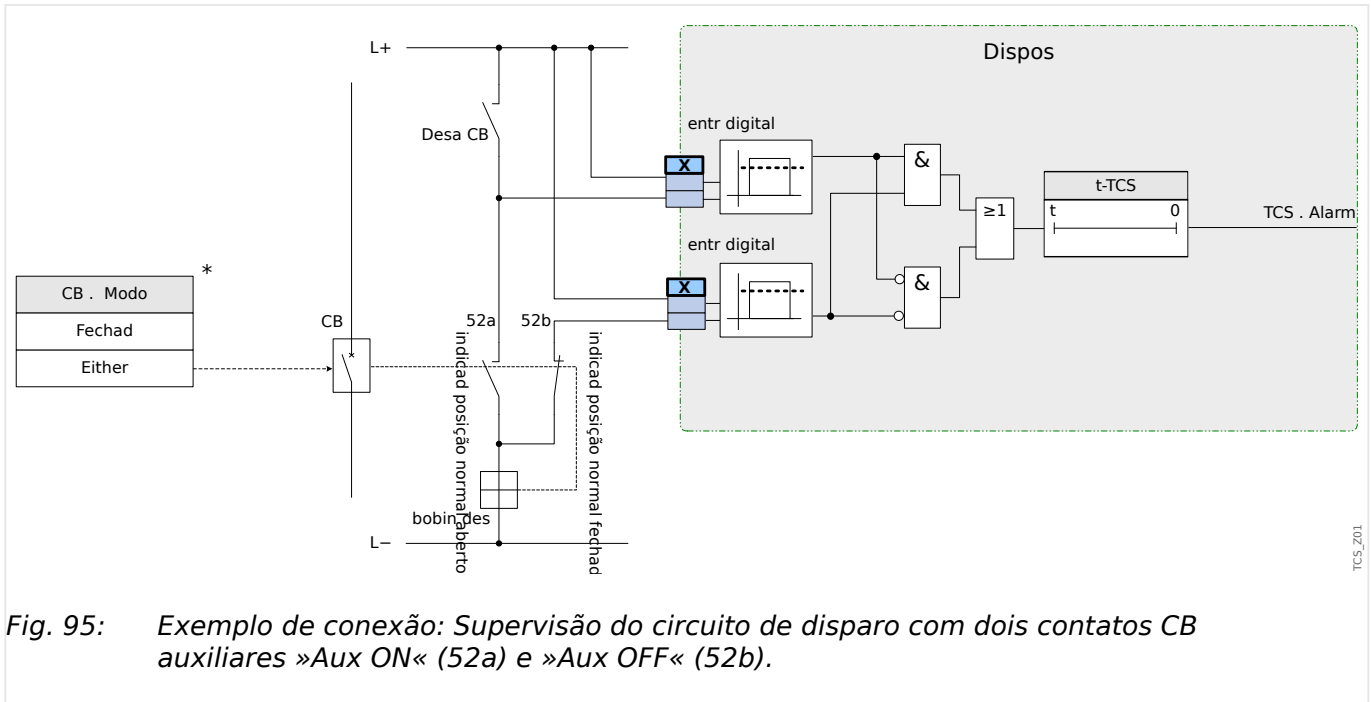 L+
Dispos
Desa CB
entr digital
X
&
t-TCS
t
0
≥1
TCS . Alarm
entr digital
X
&
*
CB . Modo
Fechad
Either
CB
52a
52b
indicad posição normal aberto
indicad posição normal fechad
bobin des
L−
TCS_Z01
Fig. 95: Exemplo de conexão: Supervisão do circuito de disparo com dois contatos CB
auxiliares »Aux ON« (52a) e »Aux OFF« (52b).